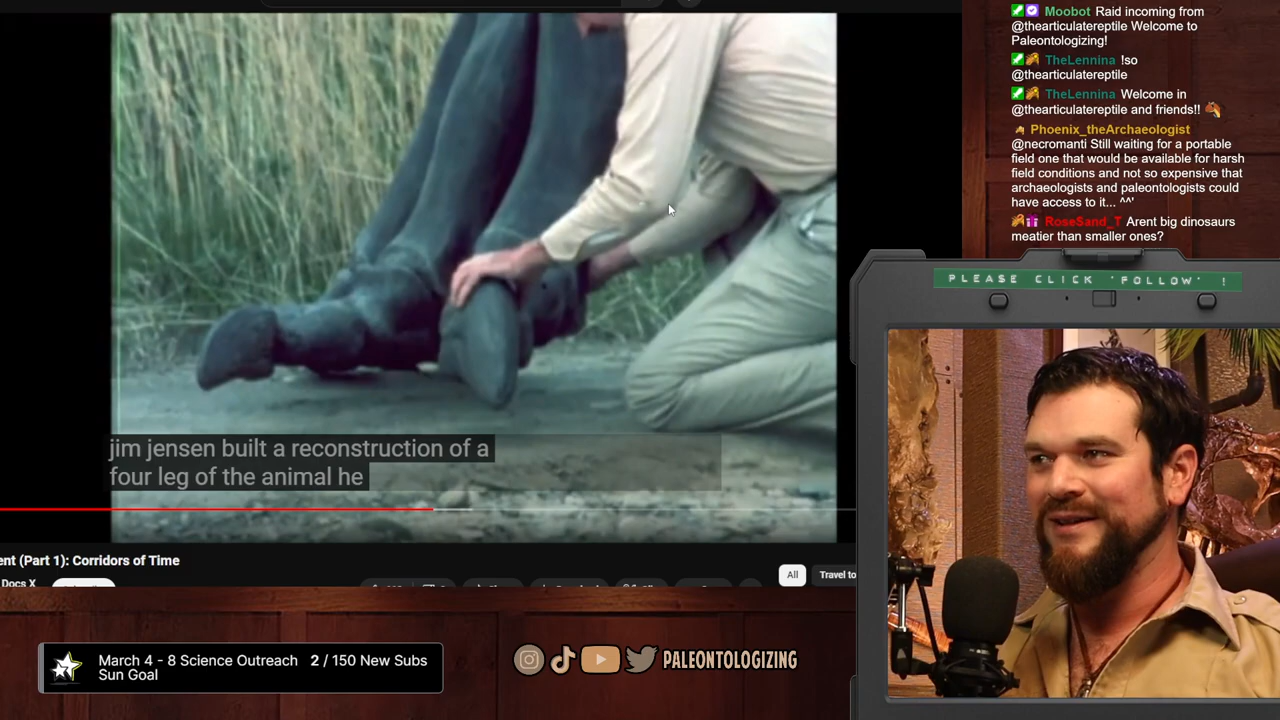 Moobot Raid incoming from
@thearticulatereptile Welcome to
Paleontologizing!
TheLennina !so
@thearticulatereptile
TheLennina Welcome in
@thearticulatereptile and friends!!
Phoenix_theArchaeologist
@necromanti Still waiting for a portable
field one that would be available for harsh
field conditions and not so expensive that
archaeologists and paleontologists could
have access to it... ^^'
Rose$and_T Arent big dinosaurs
meatier than smaller ones?
PLEASE CLICK "FOLLOW" !
jim jensen built a reconstruction of a
four leg of the animal he
ent (Part 1): Corridors of Time
Docs X
All
Travel to
March 4 - 8 Science Outreach 2 / 150 New Subs
Sun Goal
PALEONTOLOGIZING